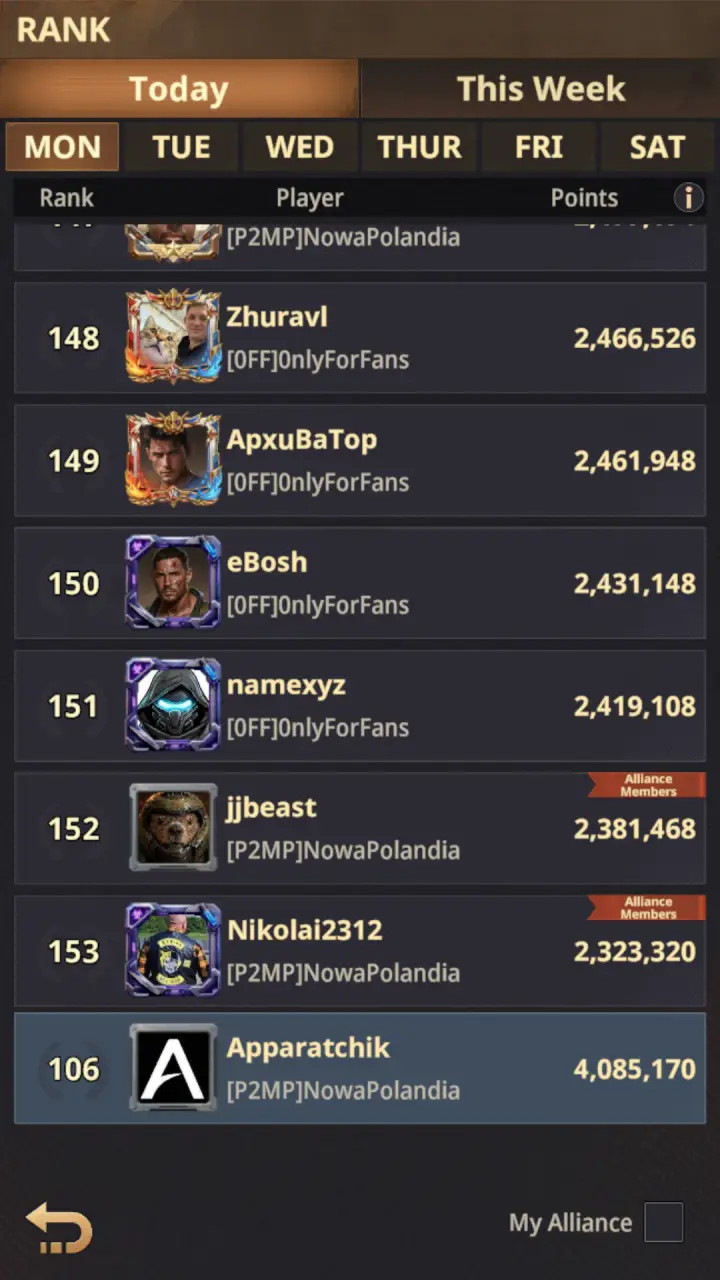 RANK
Today
This Week
MON
TUE
WED
THUR
FRI
SAT
Rank
Player
Points
i
[P2MP]NowaPolandia
148
Zhuravl
[0FF]0nlyForFans
2,466,526
149
ApxuBaTop
[0FF]0nlyForFans
2,461,948
150
eBosh
[0FF]0nlyForFans
2,431,148
151
namexyz
[0FF]0nlyForFans
2,419,108
Alliance
Members
152
jjbeast
[P2MP]NowaPolandia
2,381,468
Alliance
Members
153
Nikolai2312
[P2MP]NowaPolandia
2,323,320
106
Apparatchik
[P2MP]NowaPolandia
4,085,170
My Alliance